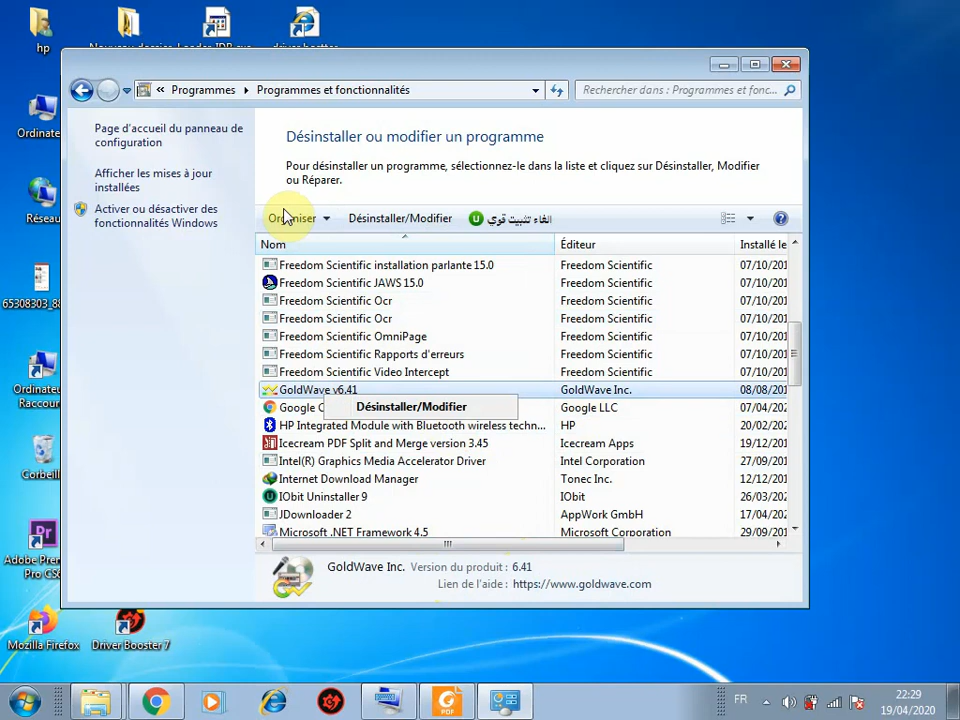 hp
Ordinate
Réseau
65308303_88
Ordinate
Raccour
Corbeill
Adobe Prem
Pro CS6
Mozilla Firefox
Driver Booster 7
Programmes
Programmes et fonctionnalités
Rechercher dans : Programmes et fonc...
Page d'accueil du panneau de
configuration
Afficher les mises à jour
installées
Activer ou désactiver des
fonctionnalités Windows
Désinstaller ou modifier un programme
Pour désinstaller un programme, sélectionnez-le dans la liste et cliquez sur Désinstaller, Modifier
ou Réparer.
Organiser Désinstaller/Modifier الغاء تثبيت قوي
Nom Éditeur Installé le
Freedom Scientific installation parlante 15.0 Freedom Scientific 07/10/201
Freedom Scientific JAWS 15.0 Freedom Scientific 07/10/201
Freedom Scientific Ocr Freedom Scientific 07/10/201
Freedom Scientific Ocr Freedom Scientific 07/10/201
Freedom Scientific OmniPage Freedom Scientific 07/10/201
Freedom Scientific Rapports d'erreurs Freedom Scientific 07/10/201
Freedom Scientific Video Intercept Freedom Scientific 07/10/201
GoldWave v6.41 GoldWave Inc. 08/08/201
Google C Google LLC 07/04/202
Désinstaller/Modifier
HP Integrated Module with Bluetooth wireless techn... HP 20/02/202
Icecream PDF Split and Merge version 3.45 Icecream Apps 19/12/201
Intel(R) Graphics Media Accelerator Driver Intel Corporation 27/09/201
Internet Download Manager Tonec Inc. 12/12/201
IObit Uninstaller 9 IObit 26/03/202
JDownloader 2 AppWork GmbH 17/04/202
Microsoft .NET Framework 4.5 Microsoft Corporation 29/09/201
GoldWave Inc. Version du produit : 6.41
Lien de l'aide : https://www.goldwave.com
FR
22:29
19/04/2020